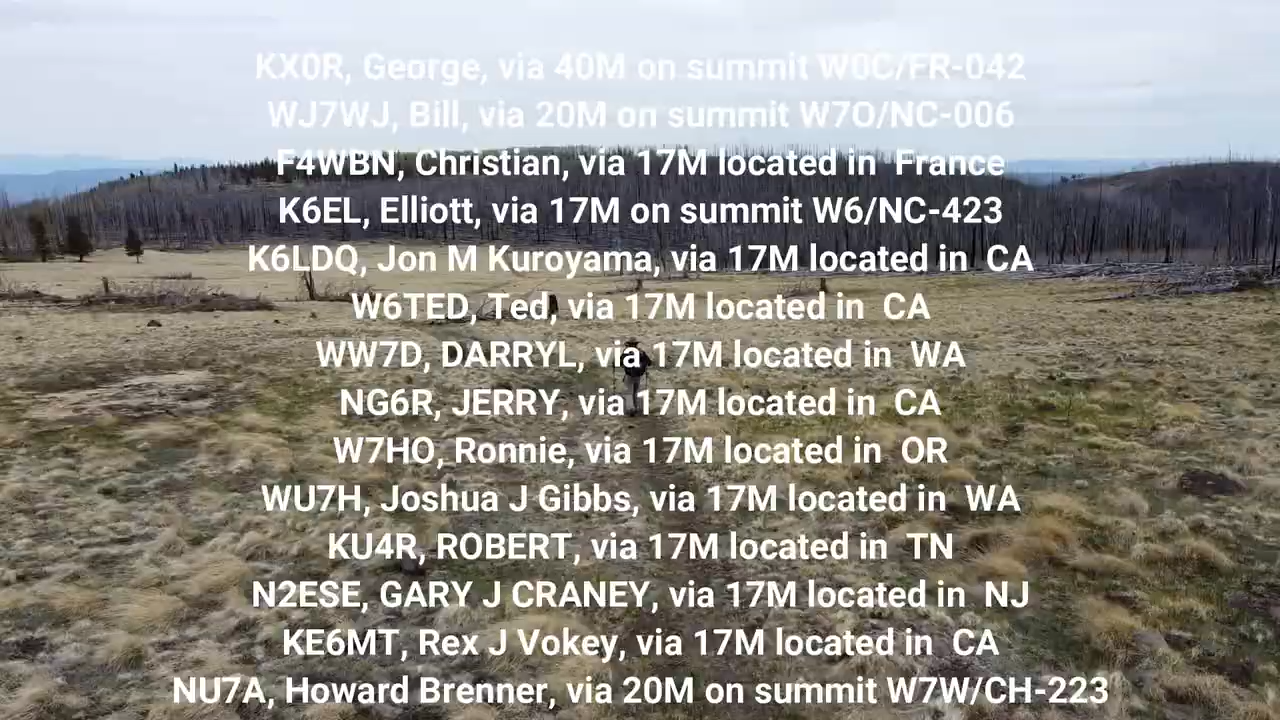 KX0R, George, via 40M on summit W0C/FR-042
WJ7WJ, Bill, via 20M on summit W7O/NC-006
F4WBN, Christian, via 17M located in France
K6EL, Elliott, via 17M on summit W6/NC-423
K6LDQ, Jon M Kuroyama, via 17M located in CA
W6TED, Ted, via 17M located in CA
WW7D, DARRYL, via 17M located in WA
NG6R, JERRY, via 17M located in CA
W7HO, Ronnie, via 17M located in OR
WU7H, Joshua J Gibbs, via 17M located in WA
KU4R, ROBERT, via 17M located in TN
N2ESE, GARY J CRANEY, via 17M located in NJ
KE6MT, Rex J Vokey, via 17M located in CA
NU7A, Howard Brenner, via 20M on summit W7W/CH-223